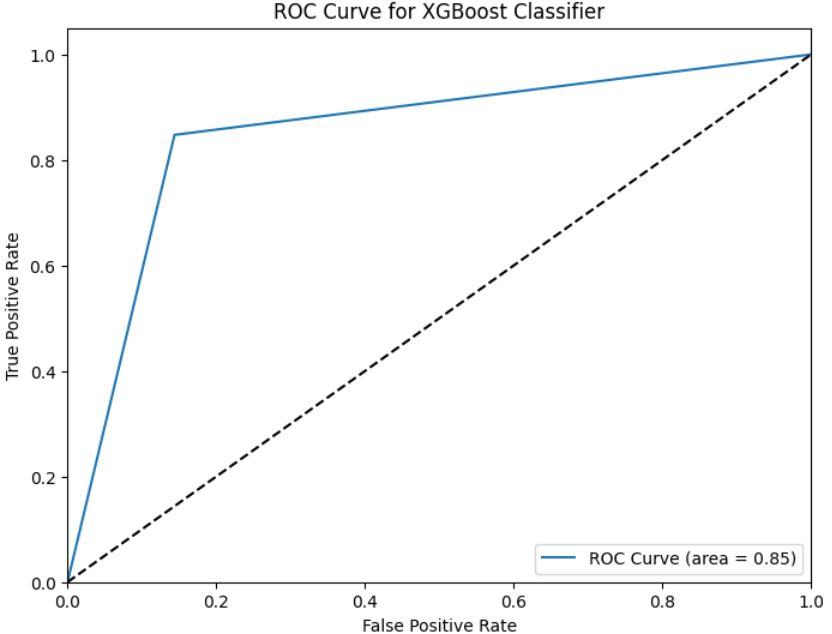 ROC Curve for XGBoost Classifier
1.0
0.8
0.6
0.4
0.2
0.0
True Positive Rate
ROC Curve (area = 0.85)
0.0 0.2 0.4 0.6 0.8 1.0
False Positive Rate